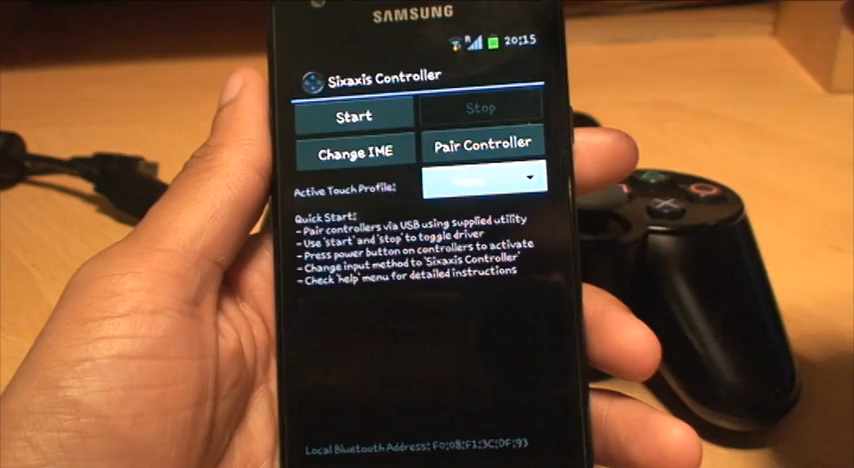 SAMSUNG
R 20:15
Sixaxis Controller
Start
Stop
Change IME
Pair Controller
Active Touch Profile:
Quick Start:
- Pair controllers via USB using supplied utility
- Use 'start' and 'stop' to toggle driver
- Press power button on controllers to activate
- Change input method to 'Sixaxis Controller'
- Check 'help' menu for detailed instructions
Local Bluetooth Address: F0:08:F1:3C:DF:93